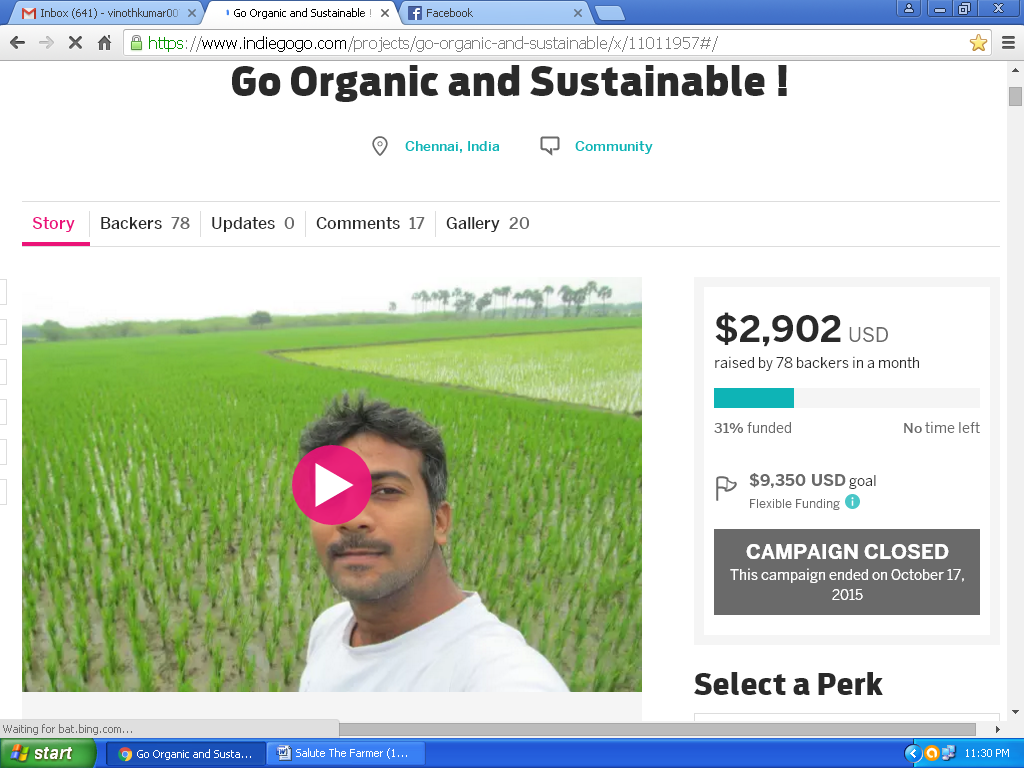 Inbox (641) - vinothkumar00
Go Organic and Sustainable !
Facebook
https://www.indiegogo.com/projects/go-organic-and-sustainable/x/11011957#/
Go Organic and Sustainable !
Chennai, India
Community
Story Backers 78 Updates 0 Comments 17 Gallery 20
$2,902 USD
raised by 78 backers in a month
31% funded No time left
$9,350 USD goal
Flexible Funding i
CAMPAIGN CLOSED
This campaign ended on October 17,
2015
Select a Perk
Waiting for bat.bing.com...
start
Go Organic and Susta...
Salute The Farmer (1...
11:30 PM